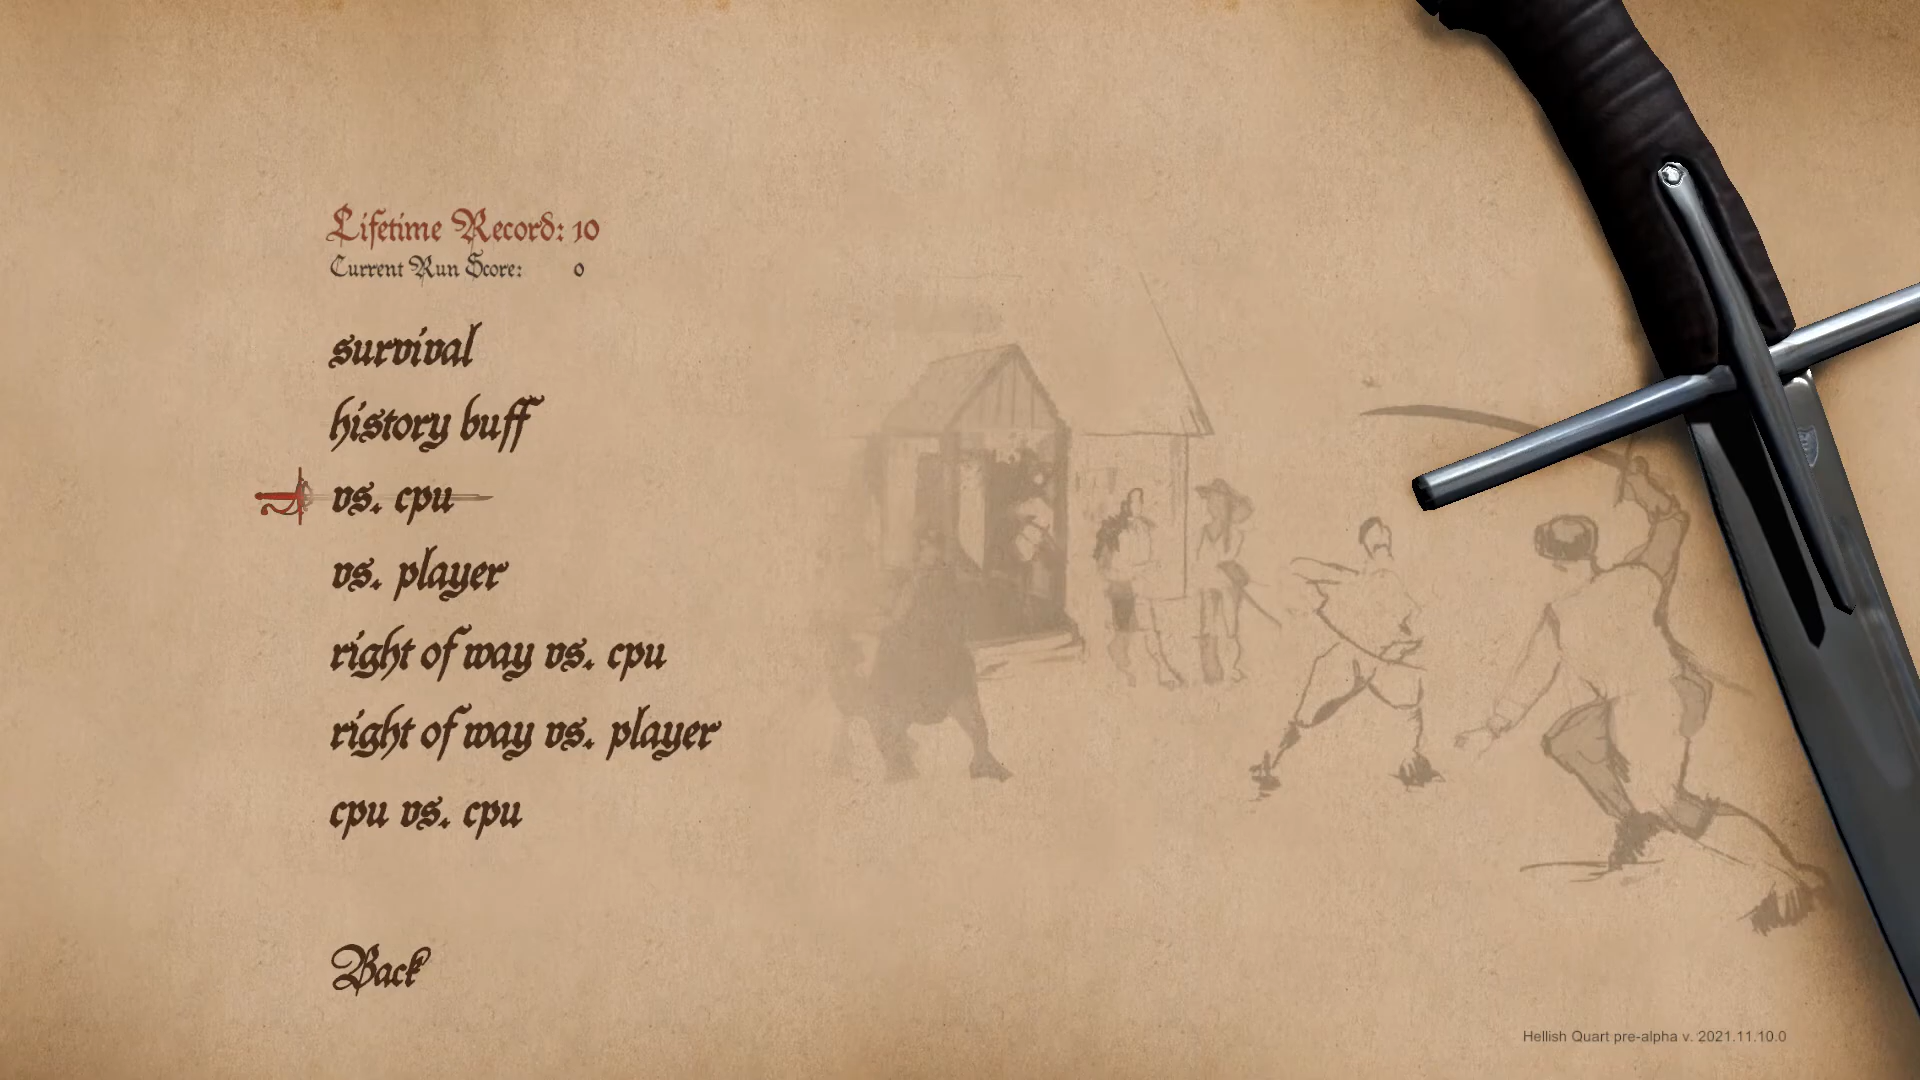 Lifetime Record: 10
Current Run Score: 0
survival
history buff
vs. cpu
vs. player
right of way vs. cpu
right of way vs. player
cpu vs. cpu
Back
Hellish Quart pre-alpha v. 2021.11.10.0